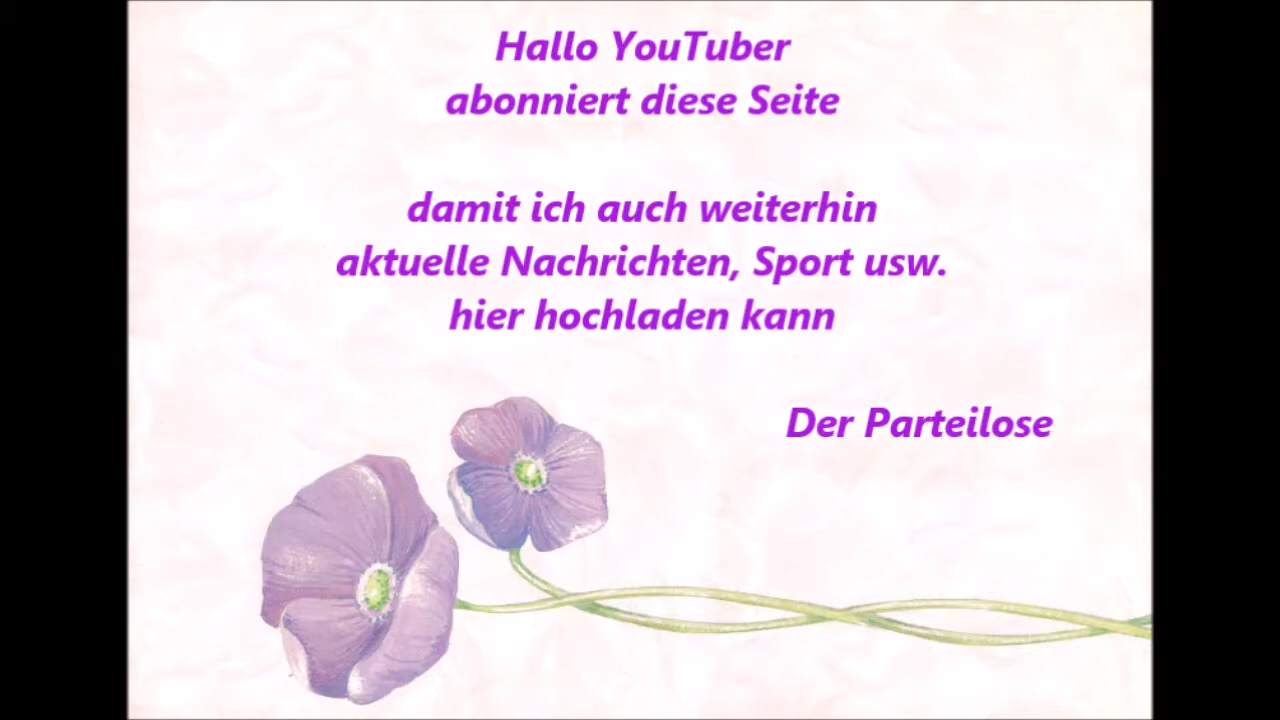 Hallo YouTuber
abonniert diese Seite
damit ich auch weiterhin
aktuelle Nachrichten, Sport usw.
hier hochladen kann
Der Parteilose